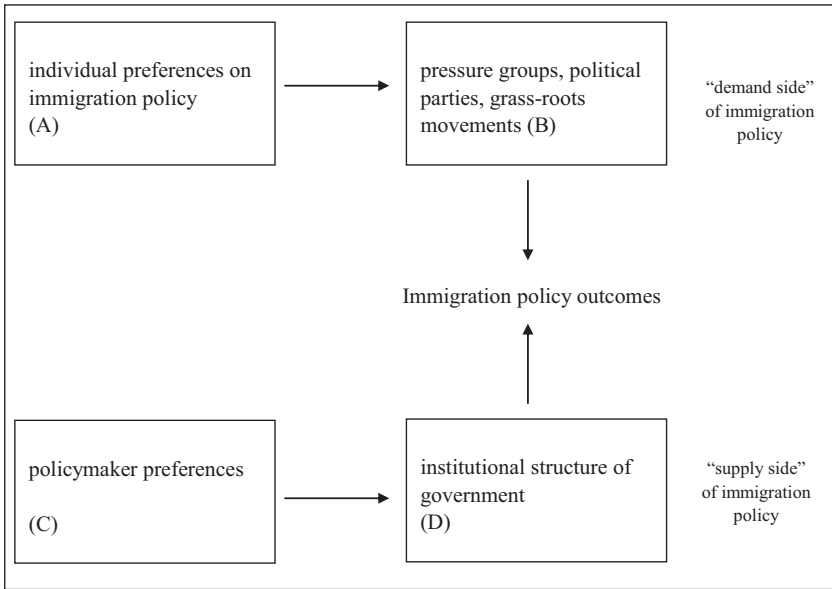 individual preferences on
immigration policy
(A)
pressure groups, political
parties, grass-roots
movements (B)
“demand side”
of immigration
policy
Immigration policy outcomes
policymaker preferences
(C)
institutional structure of
government
(D)
“supply side”
of immigration
policy